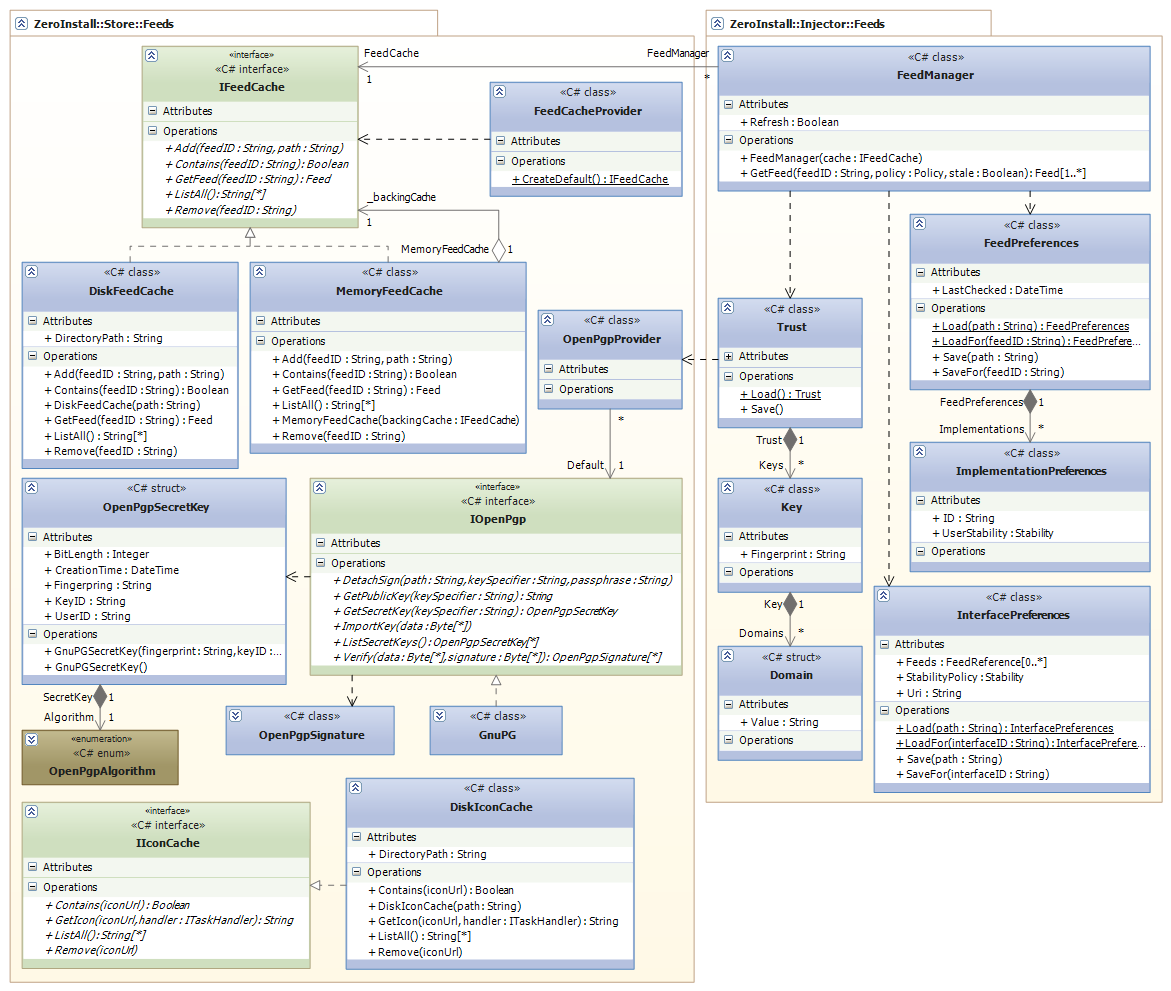 ZeroInstall::Store::Feeds
«interface»
«C# interface»
IFeedCache
Attributes
Operations
+ Add(feedID : String, path : String)
+ Contains(feedID : String) : Boolean
+ GetFeed(feedID : String) : Feed
+ ListAll() : String[*]
+ Remove(feedID : String)
FeedCache
1
FeedManager
*
«C# class»
FeedCacheProvider
Attributes
Operations
+ CreateDefault() : IFeedCache
_backingCache
1
MemoryFeedCache
1
«C# class»
DiskFeedCache
Attributes
+ DirectoryPath : String
Operations
+ Add(feedID : String, path : String)
+ Contains(feedID : String) : Boolean
+ DiskFeedCache(path : String)
+ GetFeed(feedID : String) : Feed
+ ListAll() : String[*]
+ Remove(feedID : String)
«C# class»
MemoryFeedCache
Attributes
Operations
+ Add(feedID : String, path : String)
+ Contains(feedID : String) : Boolean
+ GetFeed(feedID : String) : Feed
+ ListAll() : String[*]
+ MemoryFeedCache(backingCache : IFeedCache)
+ Remove(feedID : String)
«C# class»
OpenPgpProvider
Attributes
Operations
*
Default
1
«C# struct»
OpenPgpSecretKey
Attributes
+ BitLength : Integer
+ CreationTime : DateTime
+ Fingerpring : String
+ KeyID : String
+ UserID : String
Operations
+ GnuPGSecretKey(fingerprint : String, keyID : ...
+ GnuPGSecretKey()
«interface»
«C# interface»
IOpenPgp
Attributes
Operations
+ DetachSign(path : String, keySpecifier : String, passphrase : String)
+ GetPublicKey(keySpecifier : String) : String
+ GetSecretKey(keySpecifier : String) : OpenPgpSecretKey
+ ImportKey(data : Byte[*])
+ ListSecretKeys() : OpenPgpSecretKey[*]
+ Verify(data : Byte[*], signature : Byte[*]) : OpenPgpSignature[*]
SecretKey
1
Algorithm
1
«enumeration»
«C# enum»
OpenPgpAlgorithm
«C# class»
OpenPgpSignature
«C# class»
GnuPG
«interface»
«C# interface»
IIconCache
Attributes
Operations
+ Contains(iconUrl) : Boolean
+ GetIcon(iconUrl, handler : ITaskHandler) : String
+ ListAll() : String[*]
+ Remove(iconUrl)
«C# class»
DiskIconCache
Attributes
+ DirectoryPath : String
Operations
+ Contains(iconUrl) : Boolean
+ DiskIconCache(path : String)
+ GetIcon(iconUrl, handler : ITaskHandler) : String
+ ListAll() : String[*]
+ Remove(iconUrl)
ZeroInstall::Injector::Feeds
«C# class»
FeedManager
Attributes
+ Refresh : Boolean
Operations
+ FeedManager(cache : IFeedCache)
+ GetFeed(feedID : String, policy : Policy, stale : Boolean) : Feed[1..*]
«C# class»
Trust
Attributes
Operations
+ Load() : Trust
+ Save()
Trust
1
Keys
*
«C# class»
Key
Attributes
+ Fingerprint : String
Operations
Key
1
Domains
*
«C# struct»
Domain
Attributes
+ Value : String
Operations
«C# class»
FeedPreferences
Attributes
+ LastChecked : DateTime
Operations
+ Load(path : String) : FeedPreferences
+ LoadFor(feedID : String) : FeedPrefere...
+ Save(path : String)
+ SaveFor(feedID : String)
FeedPreferences
1
Implementations
*
«C# class»
ImplementationPreferences
Attributes
+ ID : String
+ UserStability : Stability
Operations
«C# class»
InterfacePreferences
Attributes
+ Feeds : FeedReference[0..*]
+ StabilityPolicy : Stability
+ Uri : String
Operations
+ Load(path : String) : InterfacePreferences
+ LoadFor(interfaceID : String) : InterfacePrefere...
+ Save(path : String)
+ SaveFor(interfaceID : String)